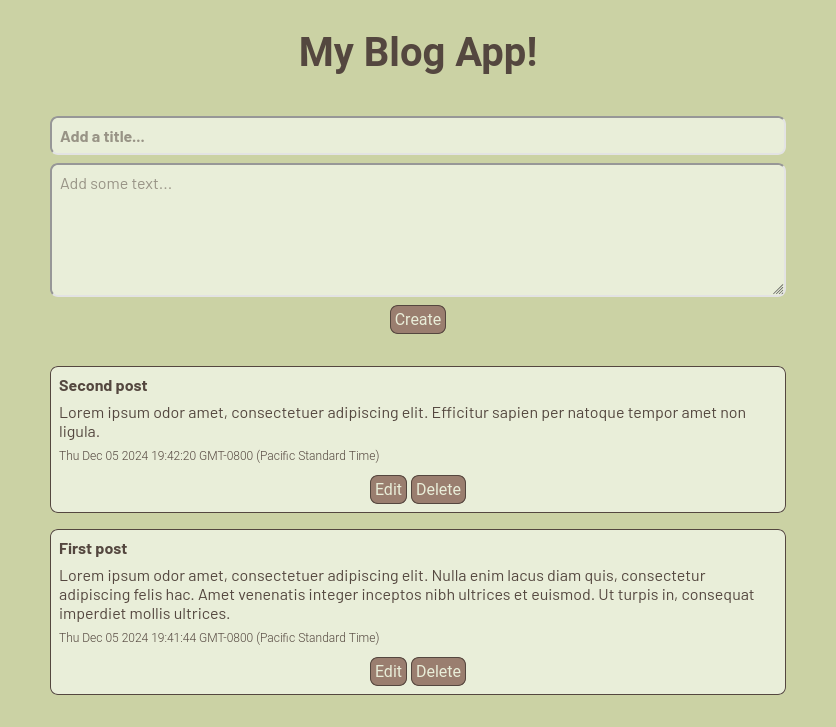 My Blog App!
Add a title...
Add some text...
Create
Second post
Lorem ipsum odor amet, consectetuer adipiscing elit. Efficitur sapien per natoque tempor amet non
ligula.
Thu Dec 05 2024 19:42:20 GMT-0800 (Pacific Standard Time)
Edit Delete
First post
Lorem ipsum odor amet, consectetuer adipiscing elit. Nulla enim lacus diam quis, consectetur
adipiscing felis hac. Amet venenatis integer inceptos nibh ultrices et euismod. Ut turpis in, consequat
imperdiet mollis ultrices.
Thu Dec 05 2024 19:41:44 GMT-0800 (Pacific Standard Time)
Edit Delete